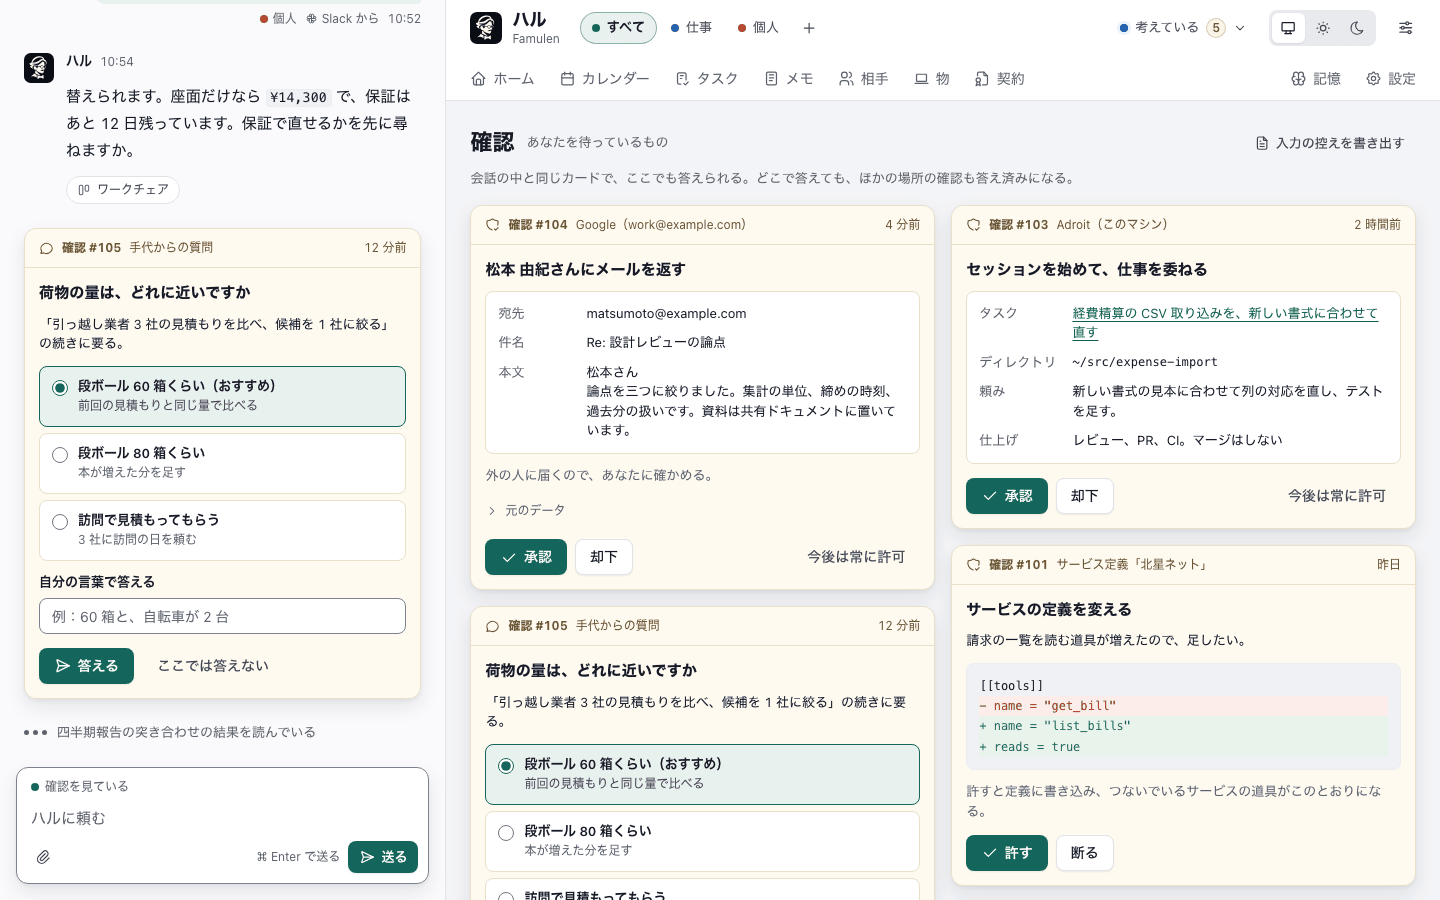 個人 Slack から 10:52
ハル 10:54
替えられます。座面だけなら ¥14,300 で、保証は
あと 12 日残っています。保証で直せるかを先に尋
ねますか。
ワークチェア
確認 #105 手代からの質問 12 分前
荷物の量は、どれに近いですか
「引っ越し業者 3 社の見積もりを比べ、候補を 1 社に絞る」
の続きに要る。
段ボール 60 箱くらい（おすすめ）
前回の見積もりと同じ量で比べる
段ボール 80 箱くらい
本が増えた分を足す
訪問で見積もってもらう
3 社に訪問の日を頼む
自分の言葉で答える
例：60 箱と、自転車が 2 台
答える ここでは答えない
四半期報告の突き合わせの結果を読んでいる
確認を見ている
ハルに頼む
⌘ Enter で送る 送る
ハル
Famulen
すべて 仕事 個人
考えている 5
ホーム カレンダー タスク メモ 相手 物 契約 記憶 設定
確認 あなたを待っているもの 入力の控えを書き出す
会話の中と同じカードで、ここでも答えられる。どこで答えても、ほかの場所の確認も答え済みになる。
確認 #104 Google（work@example.com） 4 分前
松本 由紀さんにメールを返す
宛先 matsumoto@example.com
件名 Re: 設計レビューの論点
本文 松本さん
論点を三つに絞りました。集計の単位、締めの時刻、
過去分の扱いです。資料は共有ドキュメントに置いて
います。
外の人に届くので、あなたに確かめる。
元のデータ
承認 却下 今後は常に許可
確認 #105 手代からの質問 12 分前
荷物の量は、どれに近いですか
「引っ越し業者 3 社の見積もりを比べ、候補を 1 社に絞る」の続きに要
る。
段ボール 60 箱くらい（おすすめ）
前回の見積もりと同じ量で比べる
段ボール 80 箱くらい
本が増えた分を足す
訪問で見積もってもらう
確認 #103 Adroit（このマシン） 2 時間前
セッションを始めて、仕事を委ねる
タスク 経費精算の CSV 取り込みを、新しい書式に合わせて
直す
ディレクトリ ~/src/expense-import
頼み 新しい書式の見本に合わせて列の対応を直し、テスト
を足す。
仕上げ レビュー、PR、CI。マージはしない
承認 却下 今後は常に許可
確認 #101 サービス定義「北星ネット」 昨日
サービスの定義を変える
請求の一覧を読む道具が増えたので、足したい。
[[tools]]
- name = "get_bill"
+ name = "list_bills"
+ reads = true
許すと定義に書き込み、つないでいるサービスの道具がこのとおりにな
る。
許す 断る